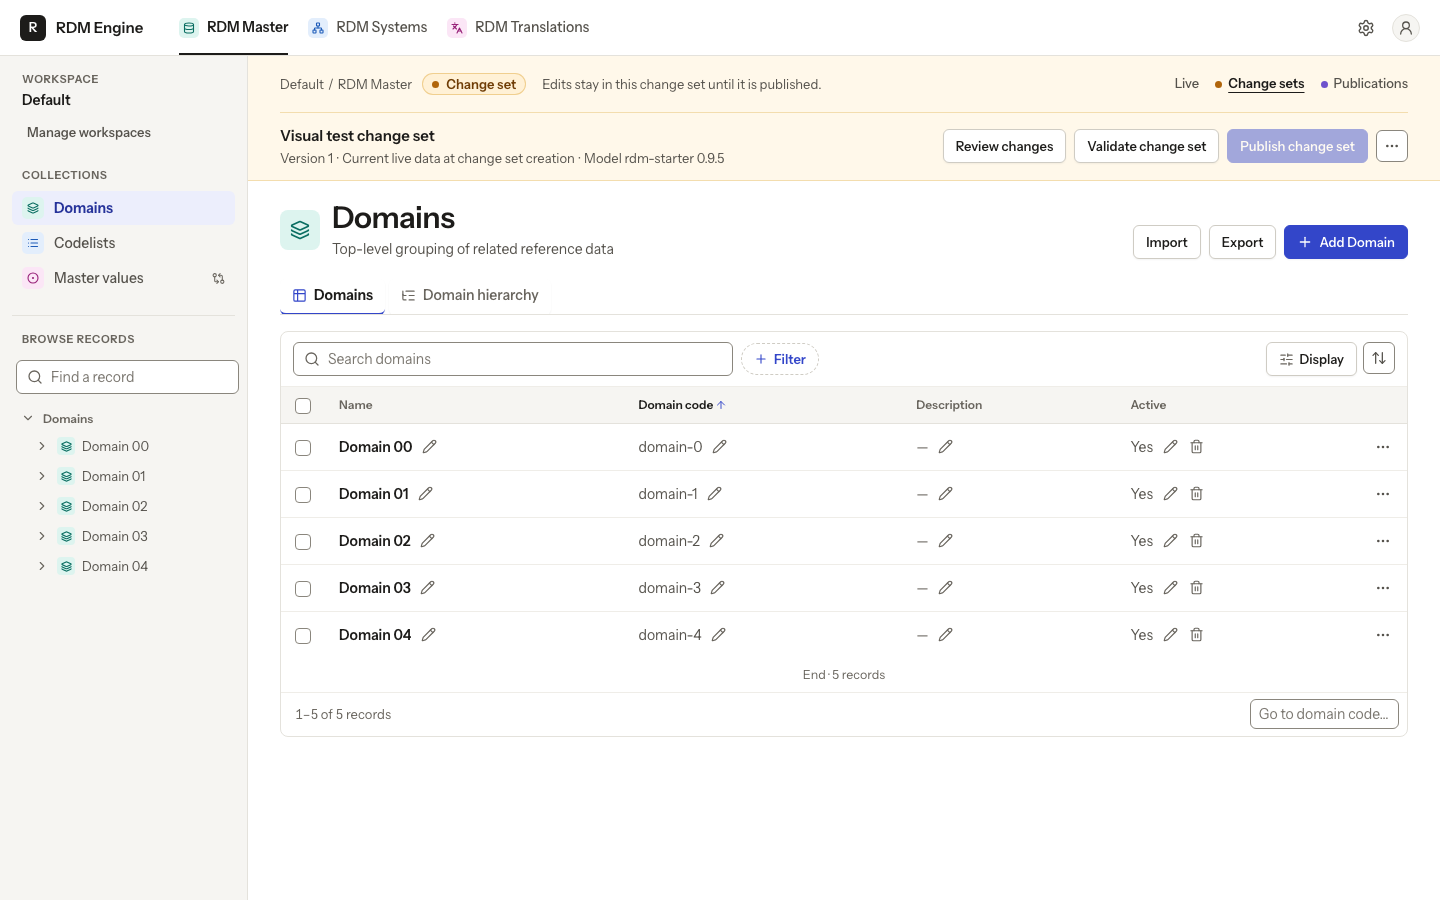 R RDM Engine RDM Master RDM Systems RDM Translations
WORKSPACE
Default
Manage workspaces
COLLECTIONS
Domains
Codelists
Master values
BROWSE RECORDS
Find a record
Domains
Domain 00
Domain 01
Domain 02
Domain 03
Domain 04
Default / RDM Master Change set Edits stay in this change set until it is published. Live Change sets Publications
Visual test change set
Version 1 · Current live data at change set creation · Model rdm-starter 0.9.5
Review changes Validate change set Publish change set
Domains
Top-level grouping of related reference data
Import Export Add Domain
Domains Domain hierarchy
Search domains Filter Display
Name Domain code Description Active
Domain 00 domain-0 — Yes
Domain 01 domain-1 — Yes
Domain 02 domain-2 — Yes
Domain 03 domain-3 — Yes
Domain 04 domain-4 — Yes
End · 5 records
1–5 of 5 records Go to domain code...